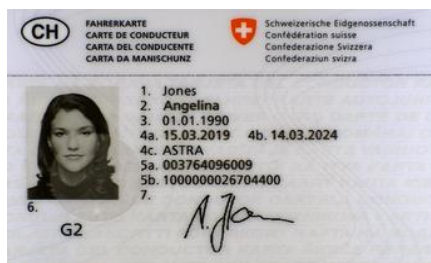 CH
FAHRERKARTE
CARTE DE CONDUCTEUR
CARTA DEL CONDUCENTE
CARTA DA MANISCHUNZ
Schweizerische Eidgenossenschaft
Confédération suisse
Confederazione Svizzera
Confederaziun svizra
1. Jones
2. Angelina
3. 01.01.1990
4a. 15.03.2019 4b. 14.03.2024
4c. ASTRA
5a. 003764096009
5b. 1000000026704400
7.
6.
G2